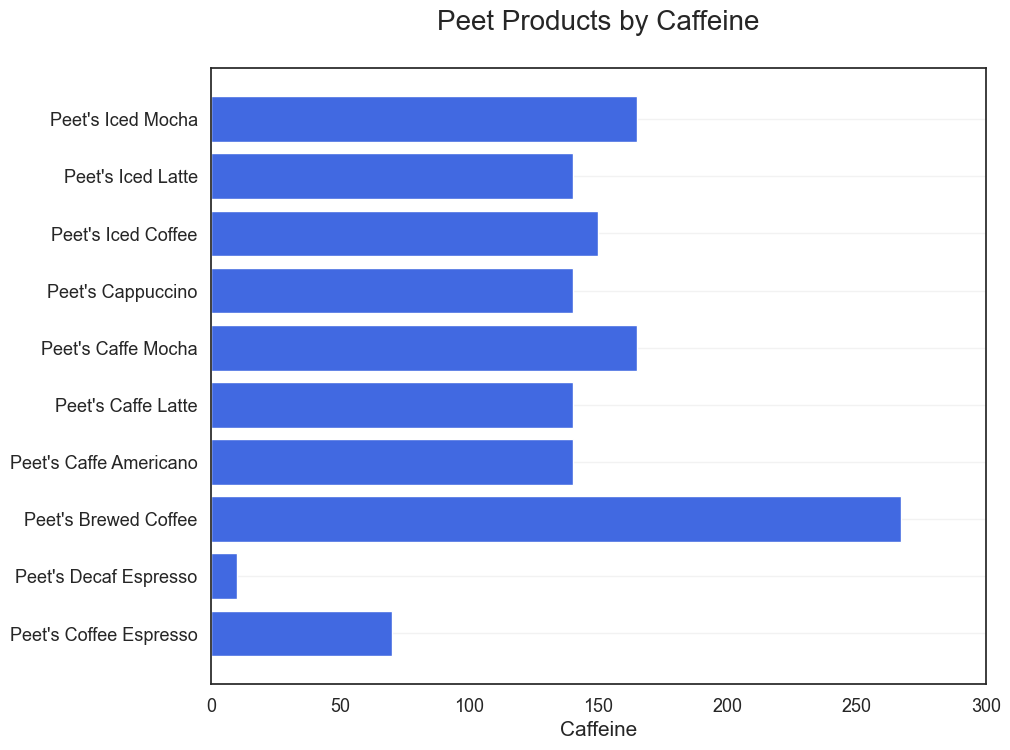 Peet Products by Caffeine
Peet's Iced Mocha
Peet's Iced Latte
Peet's Iced Coffee
Peet's Cappuccino
Peet's Caffe Mocha
Peet's Caffe Latte
Peet's Caffe Americano
Peet's Brewed Coffee
Peet's Decaf Espresso
Peet's Coffee Espresso
0 50 100 150 200 250 300
Caffeine